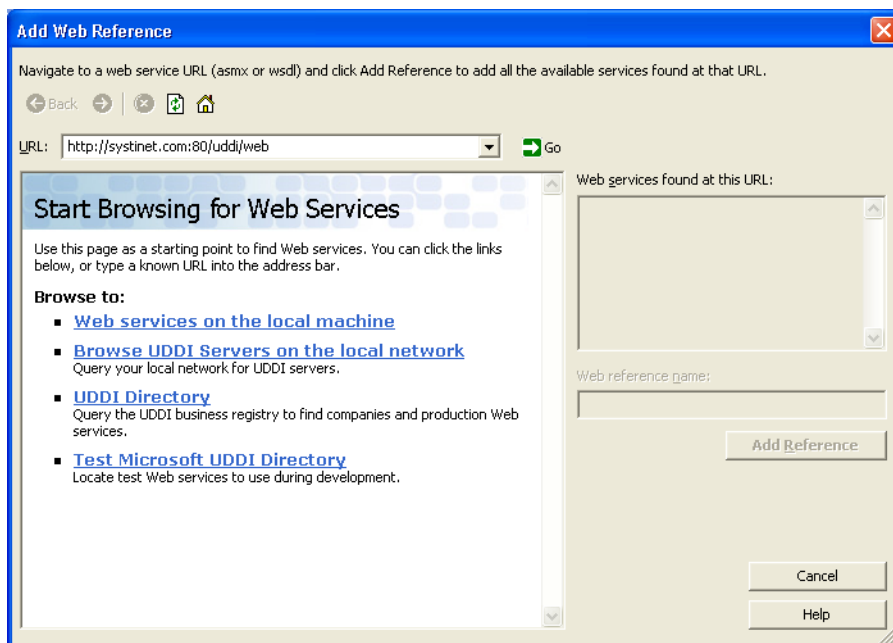 Add Web Reference
Navigate to a web service URL (asmx or wsdl) and click Add Reference to add all the available services found at that URL.
Back
URL: http://systinet.com:80/uddi/web Go
Start Browsing for Web Services
Use this page as a starting point to find Web services. You can click the links
below, or type a known URL into the address bar.
Browse to:
Web services on the local machine
Browse UDDI Servers on the local network
Query your local network for UDDI servers.
UDDI Directory
Query the UDDI business registry to find companies and production Web
services.
Test Microsoft UDDI Directory
Locate test Web services to use during development.
Web services found at this URL:
Web reference name:
Add Reference
Cancel
Help